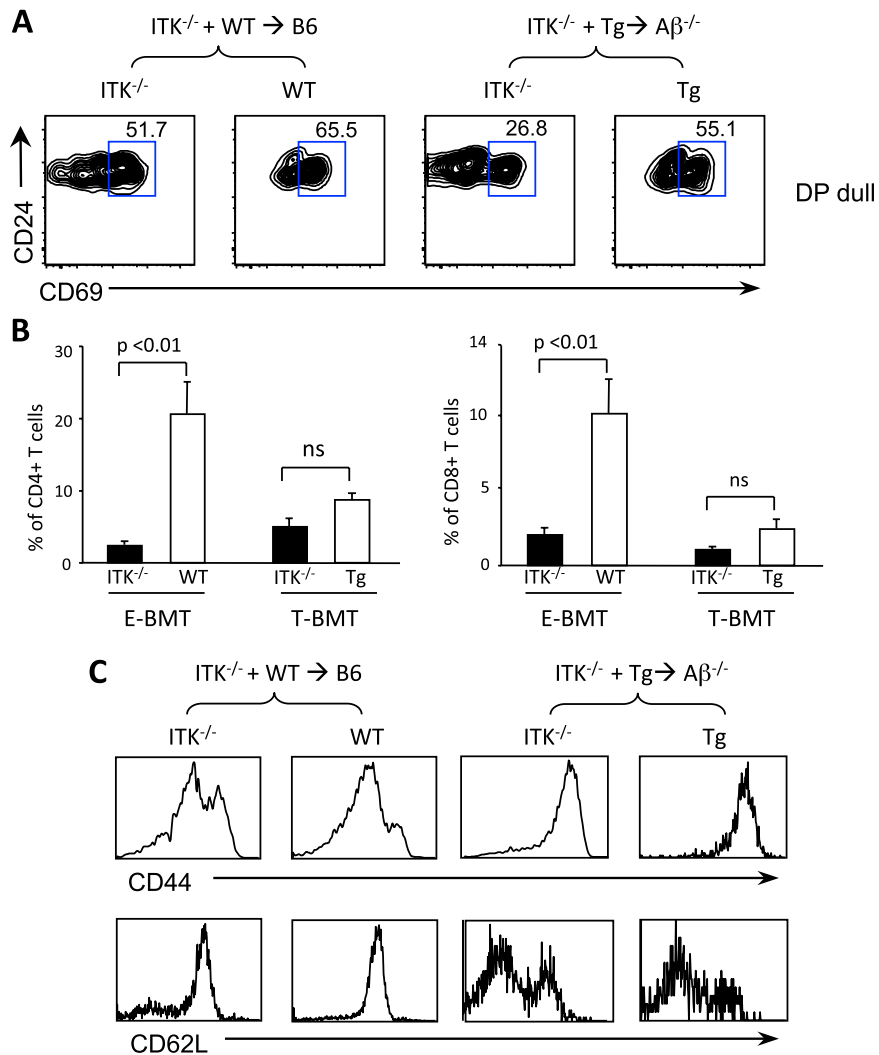 A
ITK-/- + WT → B6
ITK-/- + Tg → Aβ-/-
ITK-/-
WT
ITK-/-
Tg
51.7
65.5
26.8
55.1
CD24
DP dull
CD69
B
30
20
10
0
% of CD4+ T cells
p <0.01
ns
ITK-/-
WT
ITK-/-
Tg
E-BMT
T-BMT
14
10
5
0
% of CD8+ T cells
p <0.01
ns
ITK-/-
WT
ITK-/-
Tg
E-BMT
T-BMT
C
ITK-/- + WT → B6
ITK-/- + Tg → Aβ-/-
ITK-/-
WT
ITK-/-
Tg
CD44
CD62L